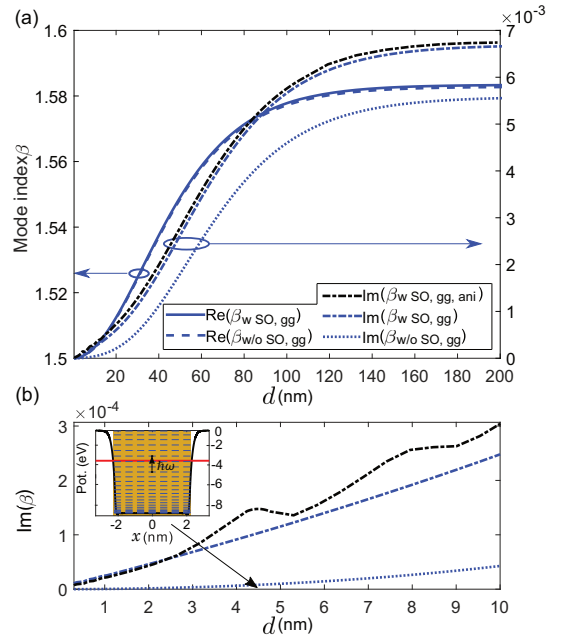 (a)
×10⁻³
1.6
1.58
1.56
1.54
1.52
1.5
Mode index β
7
6
5
4
3
2
1
0
Re(β w SO, gg)
Re(β w/o SO, gg)
Im(β w SO, gg, ani)
Im(β w SO, gg)
Im(β w/o SO, gg)
20 40 60 80 100 120 140 160 180 200
d (nm)
(b)
×10⁻⁴
3
2
1
0
Im(β)
Pot. (eV)
0
-2
-4
-6
-8
ħω
-2 0 2
x (nm)
1 2 3 4 5 6 7 8 9 10
d (nm)